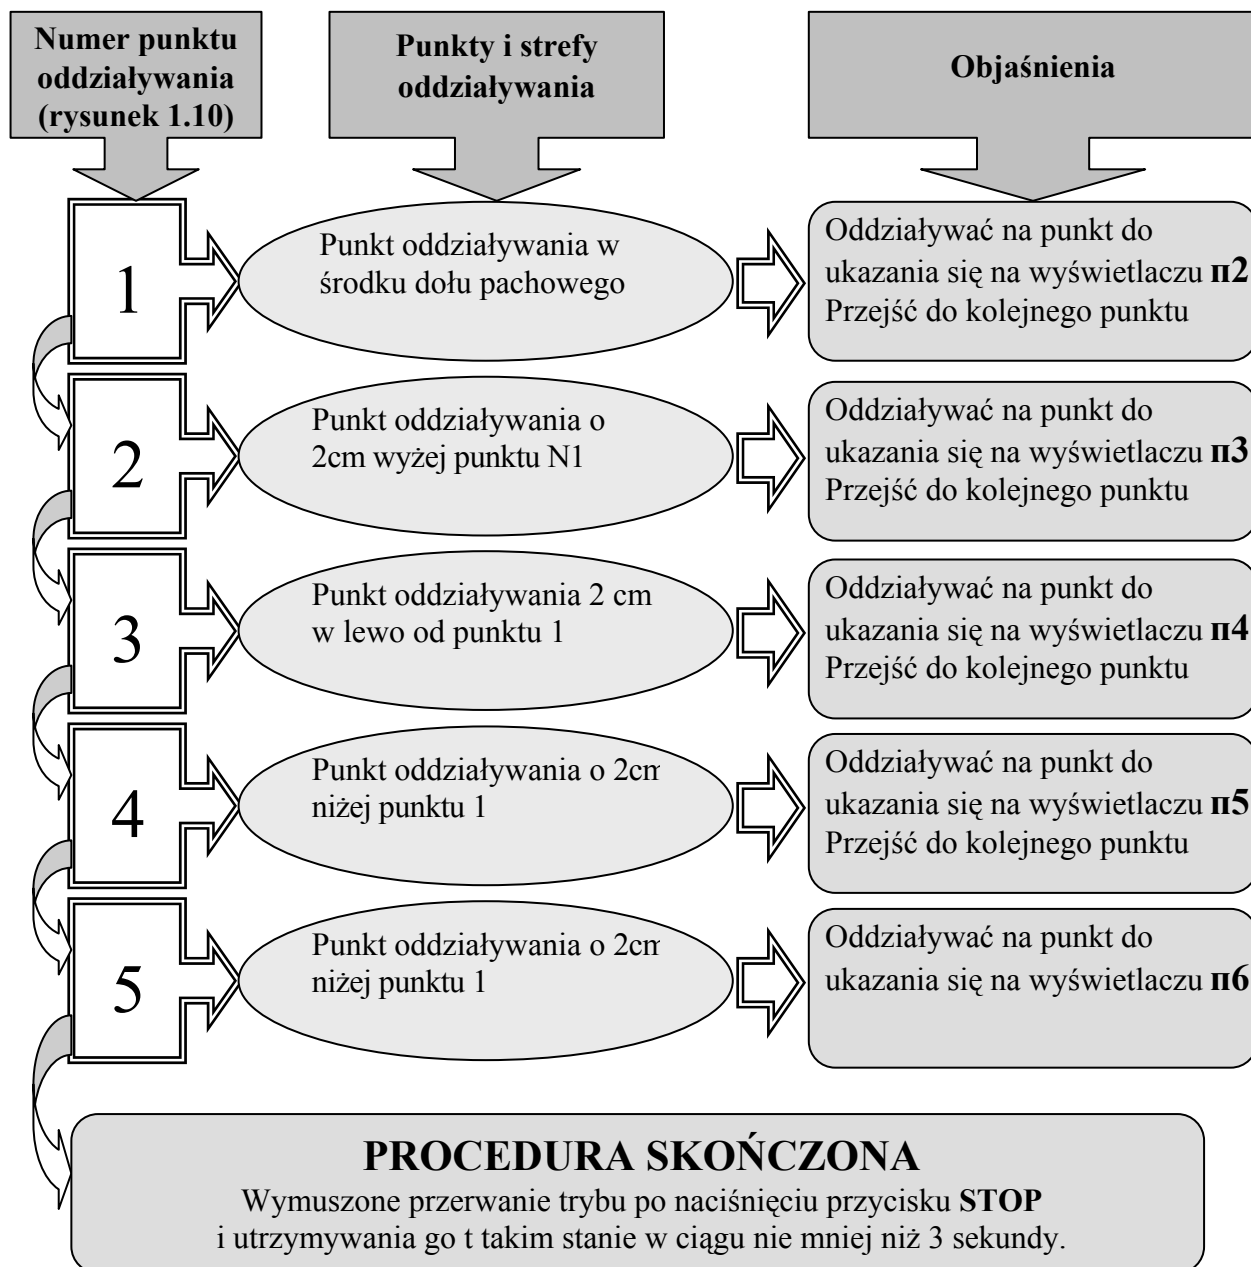 Numer punktu
oddziaływania
(rysunek 1.10)
Punkty i strefy
oddziaływania
Objaśnienia
1
Punkt oddziaływania w
środku dołu pachowego
Oddziaływać na punkt do
ukazania się na wyświetlaczu п2
Przejść do kolejnego punktu
2
Punkt oddziaływania o
2cm wyżej punktu N1
Oddziaływać na punkt do
ukazania się na wyświetlaczu п3
Przejść do kolejnego punktu
3
Punkt oddziaływania 2 cm
w lewo od punktu 1
Oddziaływać na punkt do
ukazania się na wyświetlaczu п4
Przejść do kolejnego punktu
4
Punkt oddziaływania o 2cm
niżej punktu 1
Oddziaływać na punkt do
ukazania się na wyświetlaczu п5
Przejść do kolejnego punktu
5
Punkt oddziaływania o 2cm
niżej punktu 1
Oddziaływać na punkt do
ukazania się na wyświetlaczu п6
PROCEDURA SKOŃCZONA
Wymuszone przerwanie trybu po naciśnięciu przycisku STOP
i utrzymywania go t takim stanie w ciągu nie mniej niż 3 sekundy.